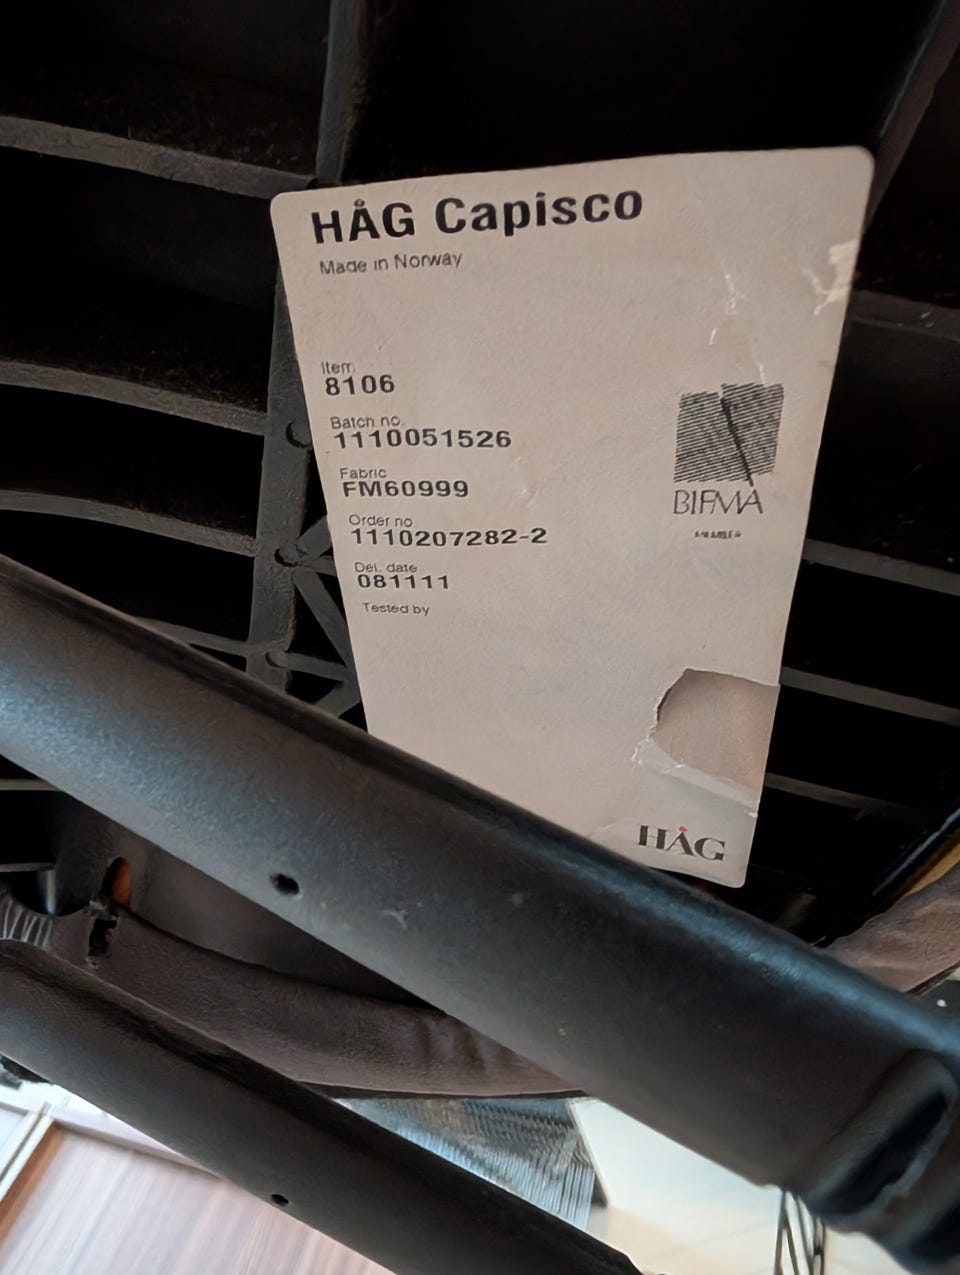 HÅG Capisco
Made in Norway
Item
8106
Batch no.
1110051526
Fabric
FM60999
Order no
1110207282-2
Del. date
081111
Tested by
BIFMA
MEMBER
HÅG